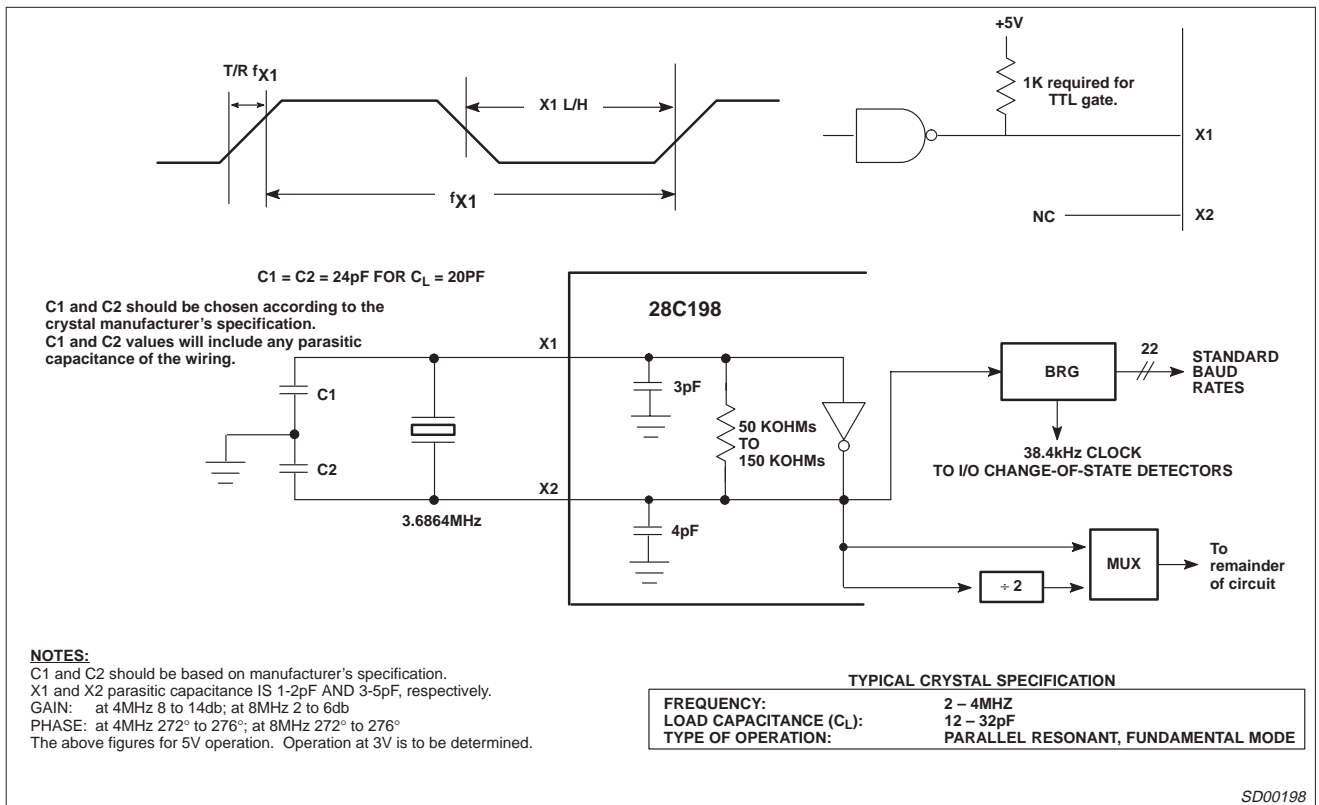 T/R fX1
X1 L/H
fX1
+5V
1K required for
TTL gate.
X1
NC
X2
C1 = C2 = 24pF FOR CL = 20PF
C1 and C2 should be chosen according to the
crystal manufacturer's specification.
C1 and C2 values will include any parasitic
capacitance of the wiring.
28C198
X1
C1
C2
3.6864MHz
X2
3pF
50 KOHMs
TO
150 KOHMs
4pF
BRG
22
STANDARD
BAUD
RATES
38.4kHz CLOCK
TO I/O CHANGE-OF-STATE DETECTORS
÷ 2
MUX
To
remainder
of circuit
NOTES:
C1 and C2 should be based on manufacturer's specification.
X1 and X2 parasitic capacitance IS 1-2pF AND 3-5pF, respectively.
GAIN: at 4MHz 8 to 14db; at 8MHz 2 to 6db
PHASE: at 4MHz 272° to 276°; at 8MHz 272° to 276°
The above figures for 5V operation. Operation at 3V is to be determined.
TYPICAL CRYSTAL SPECIFICATION
FREQUENCY: 2 – 4MHZ
LOAD CAPACITANCE (CL): 12 – 32pF
TYPE OF OPERATION: PARALLEL RESONANT, FUNDAMENTAL MODE
SD00198